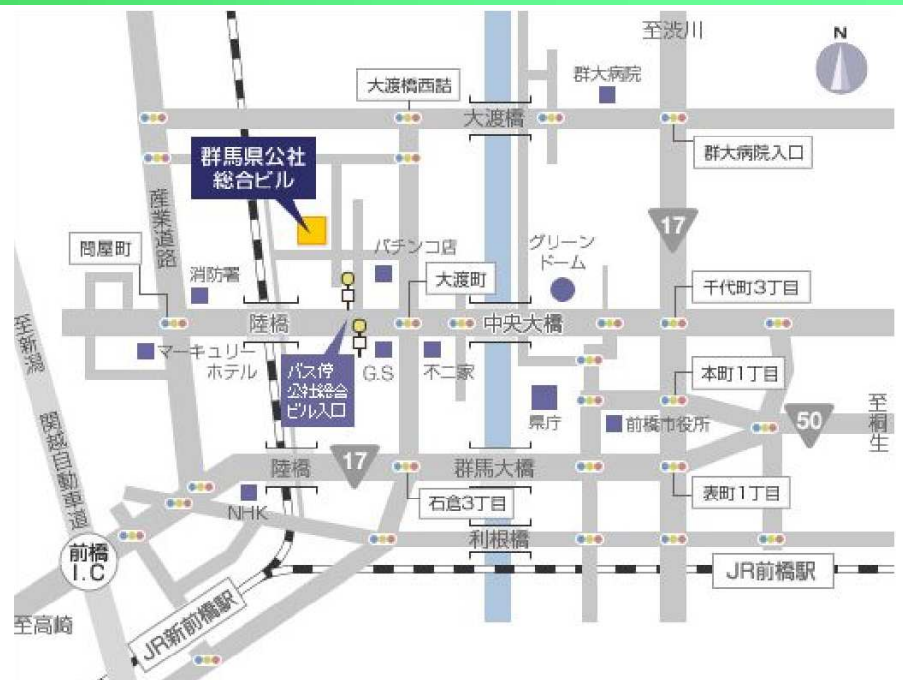 至渋川
N
群大病院
大渡橋西詰
大渡橋
群大病院入口
群馬県公社
総合ビル
産業道路
17
問屋町
消防署
パチンコ店
大渡町
グリーン
ドーム
千代町3丁目
至新潟
陸橋
中央大橋
マーキュリー
ホテル
バス停
公社総合
ビル入口
G.S
不二家
本町1丁目
県庁
前橋市役所
50
至桐生
関越自動車道
陸橋
17
群馬大橋
NHK
石倉3丁目
表町1丁目
利根橋
前橋
I.C
JR前橋駅
至高崎
JR新前橋駅